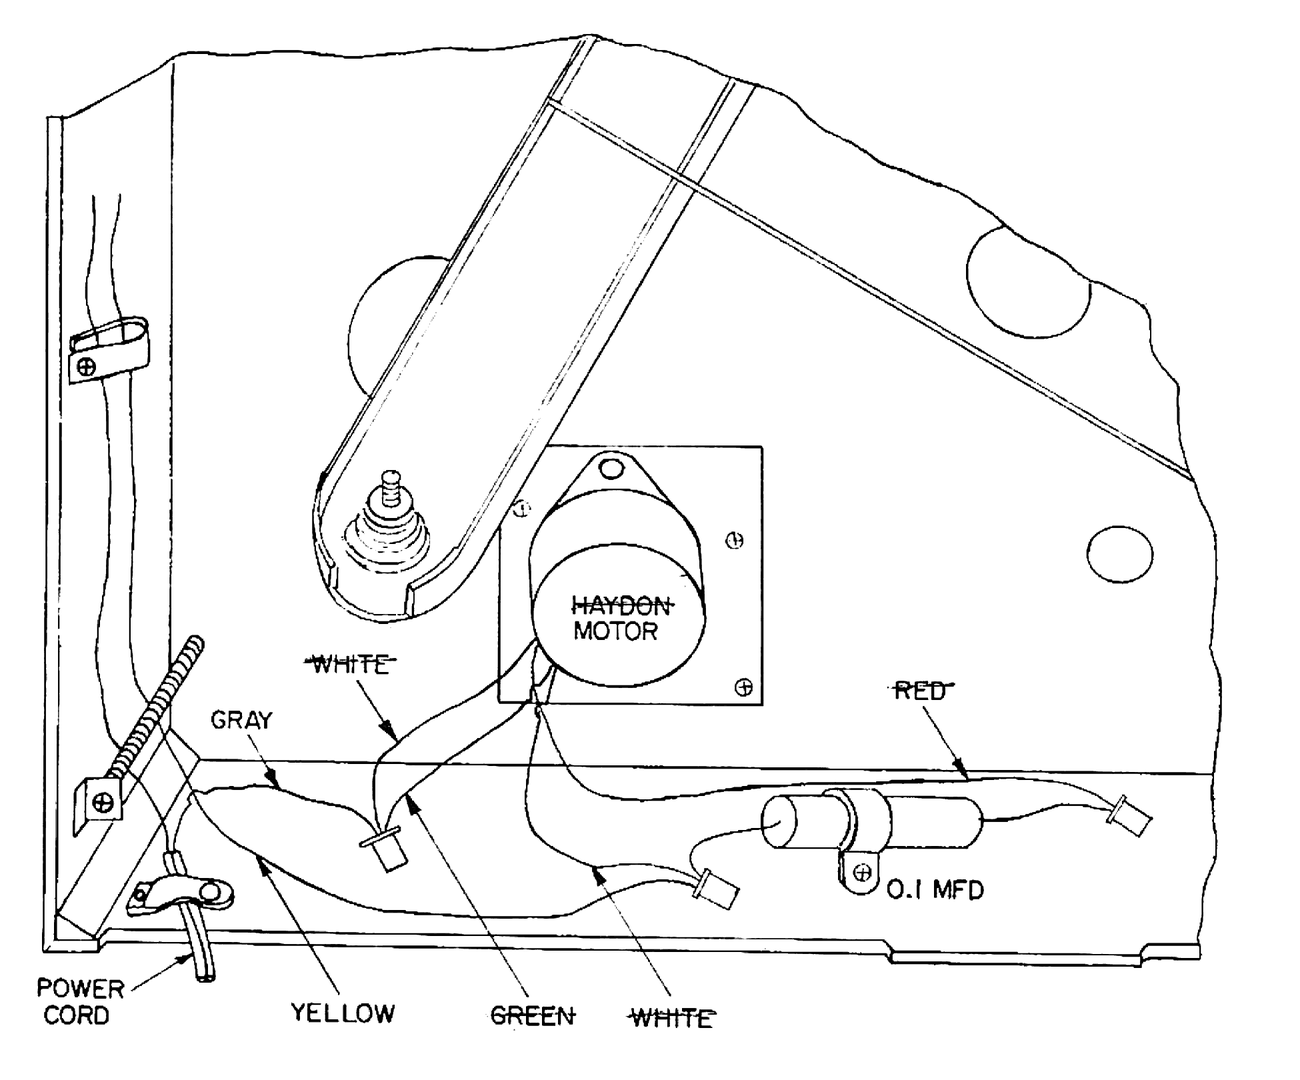 HAYDON
MOTOR
WHITE
RED
GRAY
0.1 MFD
POWER
CORD
YELLOW
GREEN
WHITE